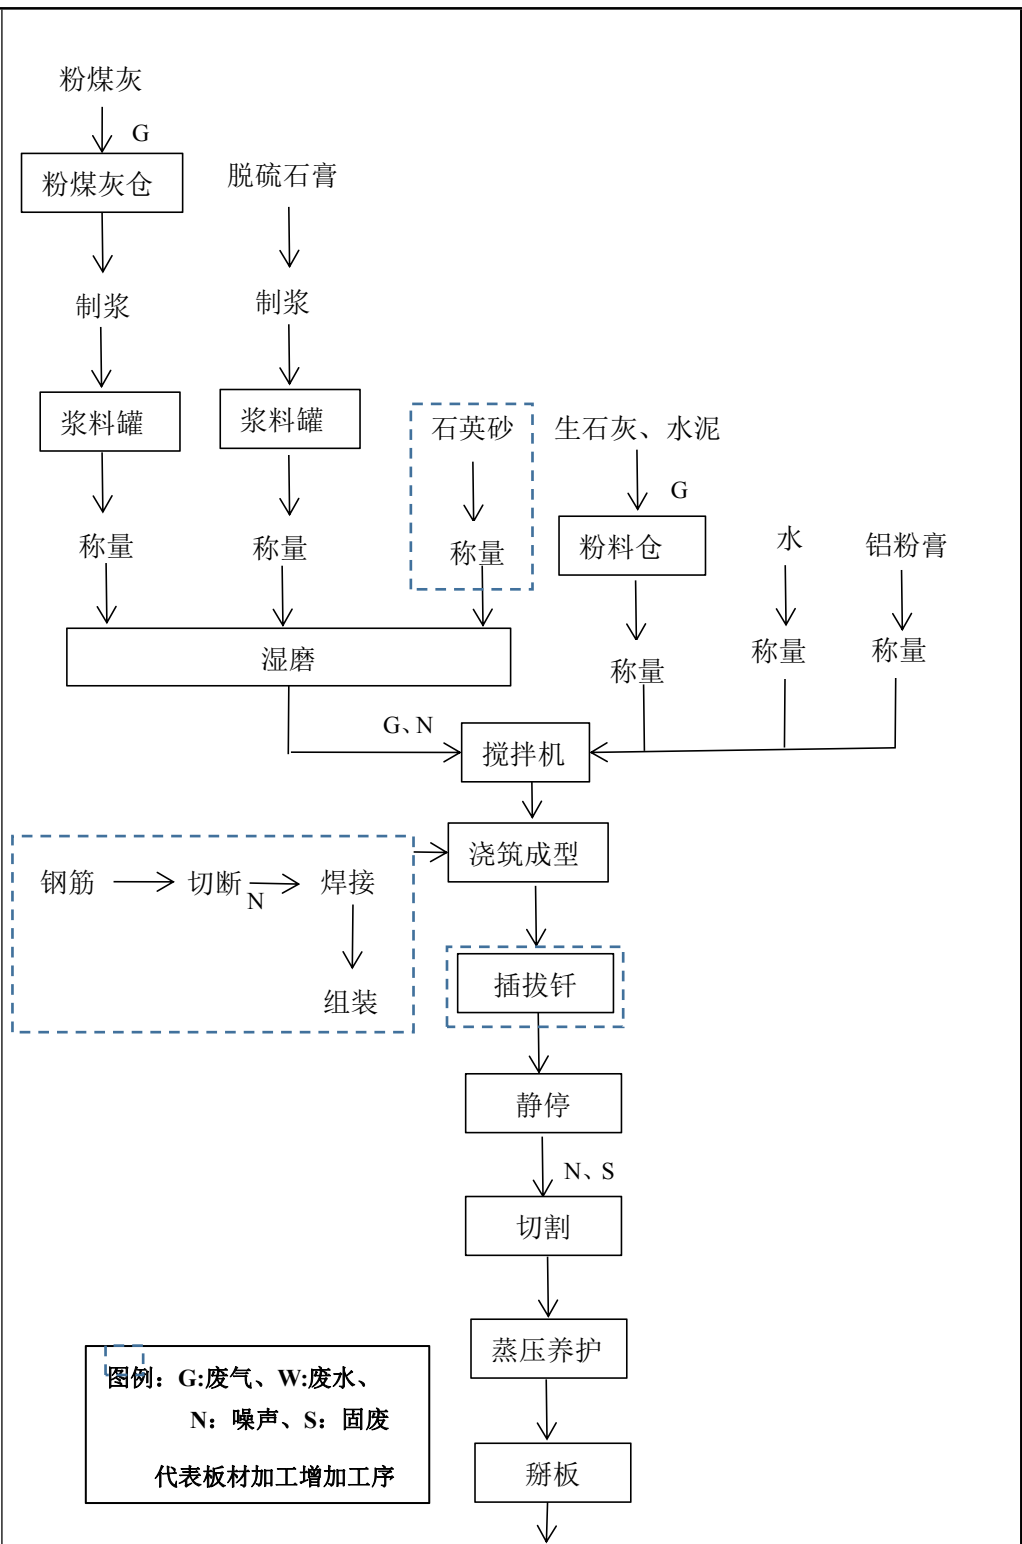 粉煤灰
G
粉煤灰仓
脱硫石膏
制浆
制浆
浆料罐
浆料罐
石英砂
生石灰、水泥
G
称量
称量
称量
粉料仓
水
铝粉膏
湿磨
称量
称量
称量
G、N
搅拌机
浇筑成型
钢筋
切断
N
焊接
组装
插拔钎
静停
N、S
切割
蒸压养护
掰板
图例：G:废气、W:废水、
N：噪声、S：固废
代表板材加工增加工序